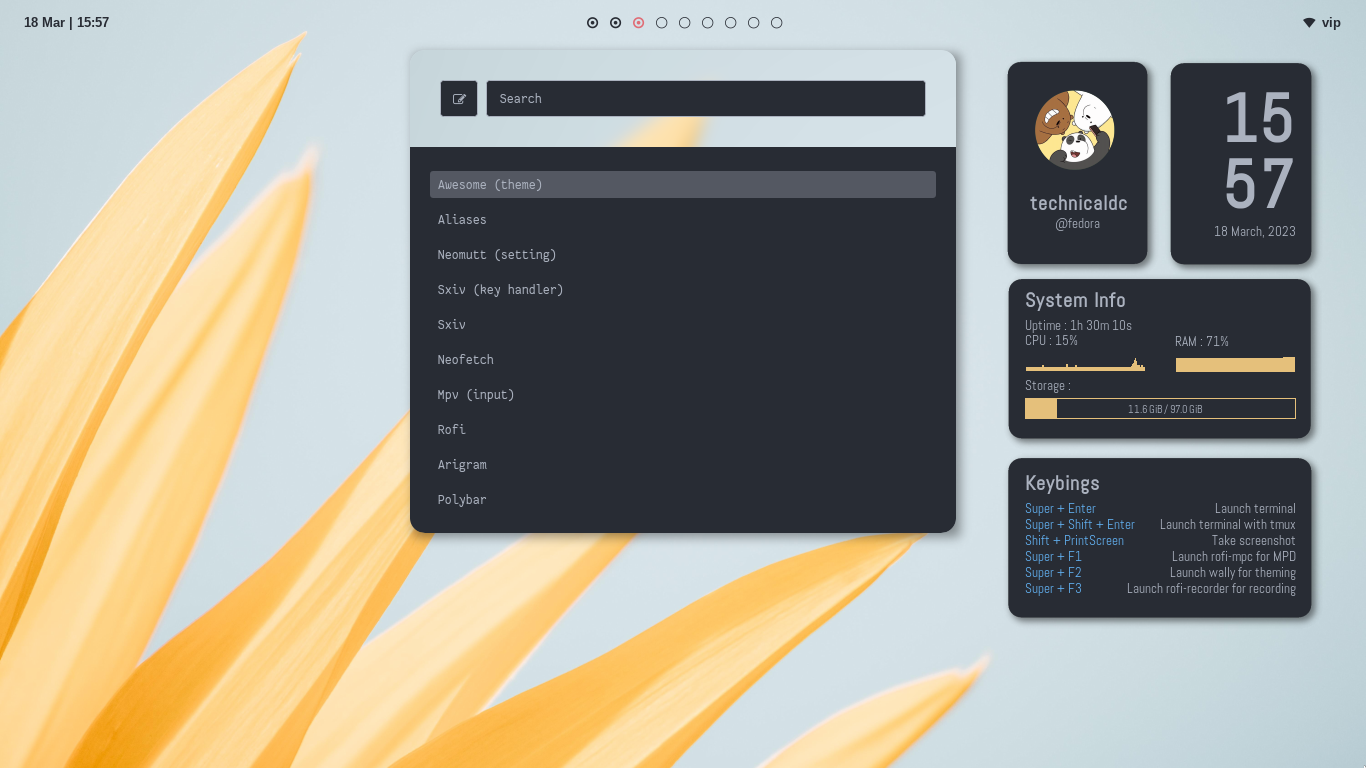 18 Mar | 15:57
vip
Search
Awesome (theme)
Aliases
Neomutt (setting)
Sxiv (key handler)
Sxiv
Neofetch
Mpv (input)
Rofi
Arigram
Polybar
technicaldc
@fedora
15
57
18 March, 2023
System Info
Uptime : 1h 30m 10s
CPU : 15%
RAM : 71%
Storage :
11.6 GiB / 97.0 GiB
Keybings
Super + Enter Launch terminal
Super + Shift + Enter Launch terminal with tmux
Shift + PrintScreen Take screenshot
Super + F1 Launch rofi-mpc for MPD
Super + F2 Launch wally for theming
Super + F3 Launch rofi-recorder for recording